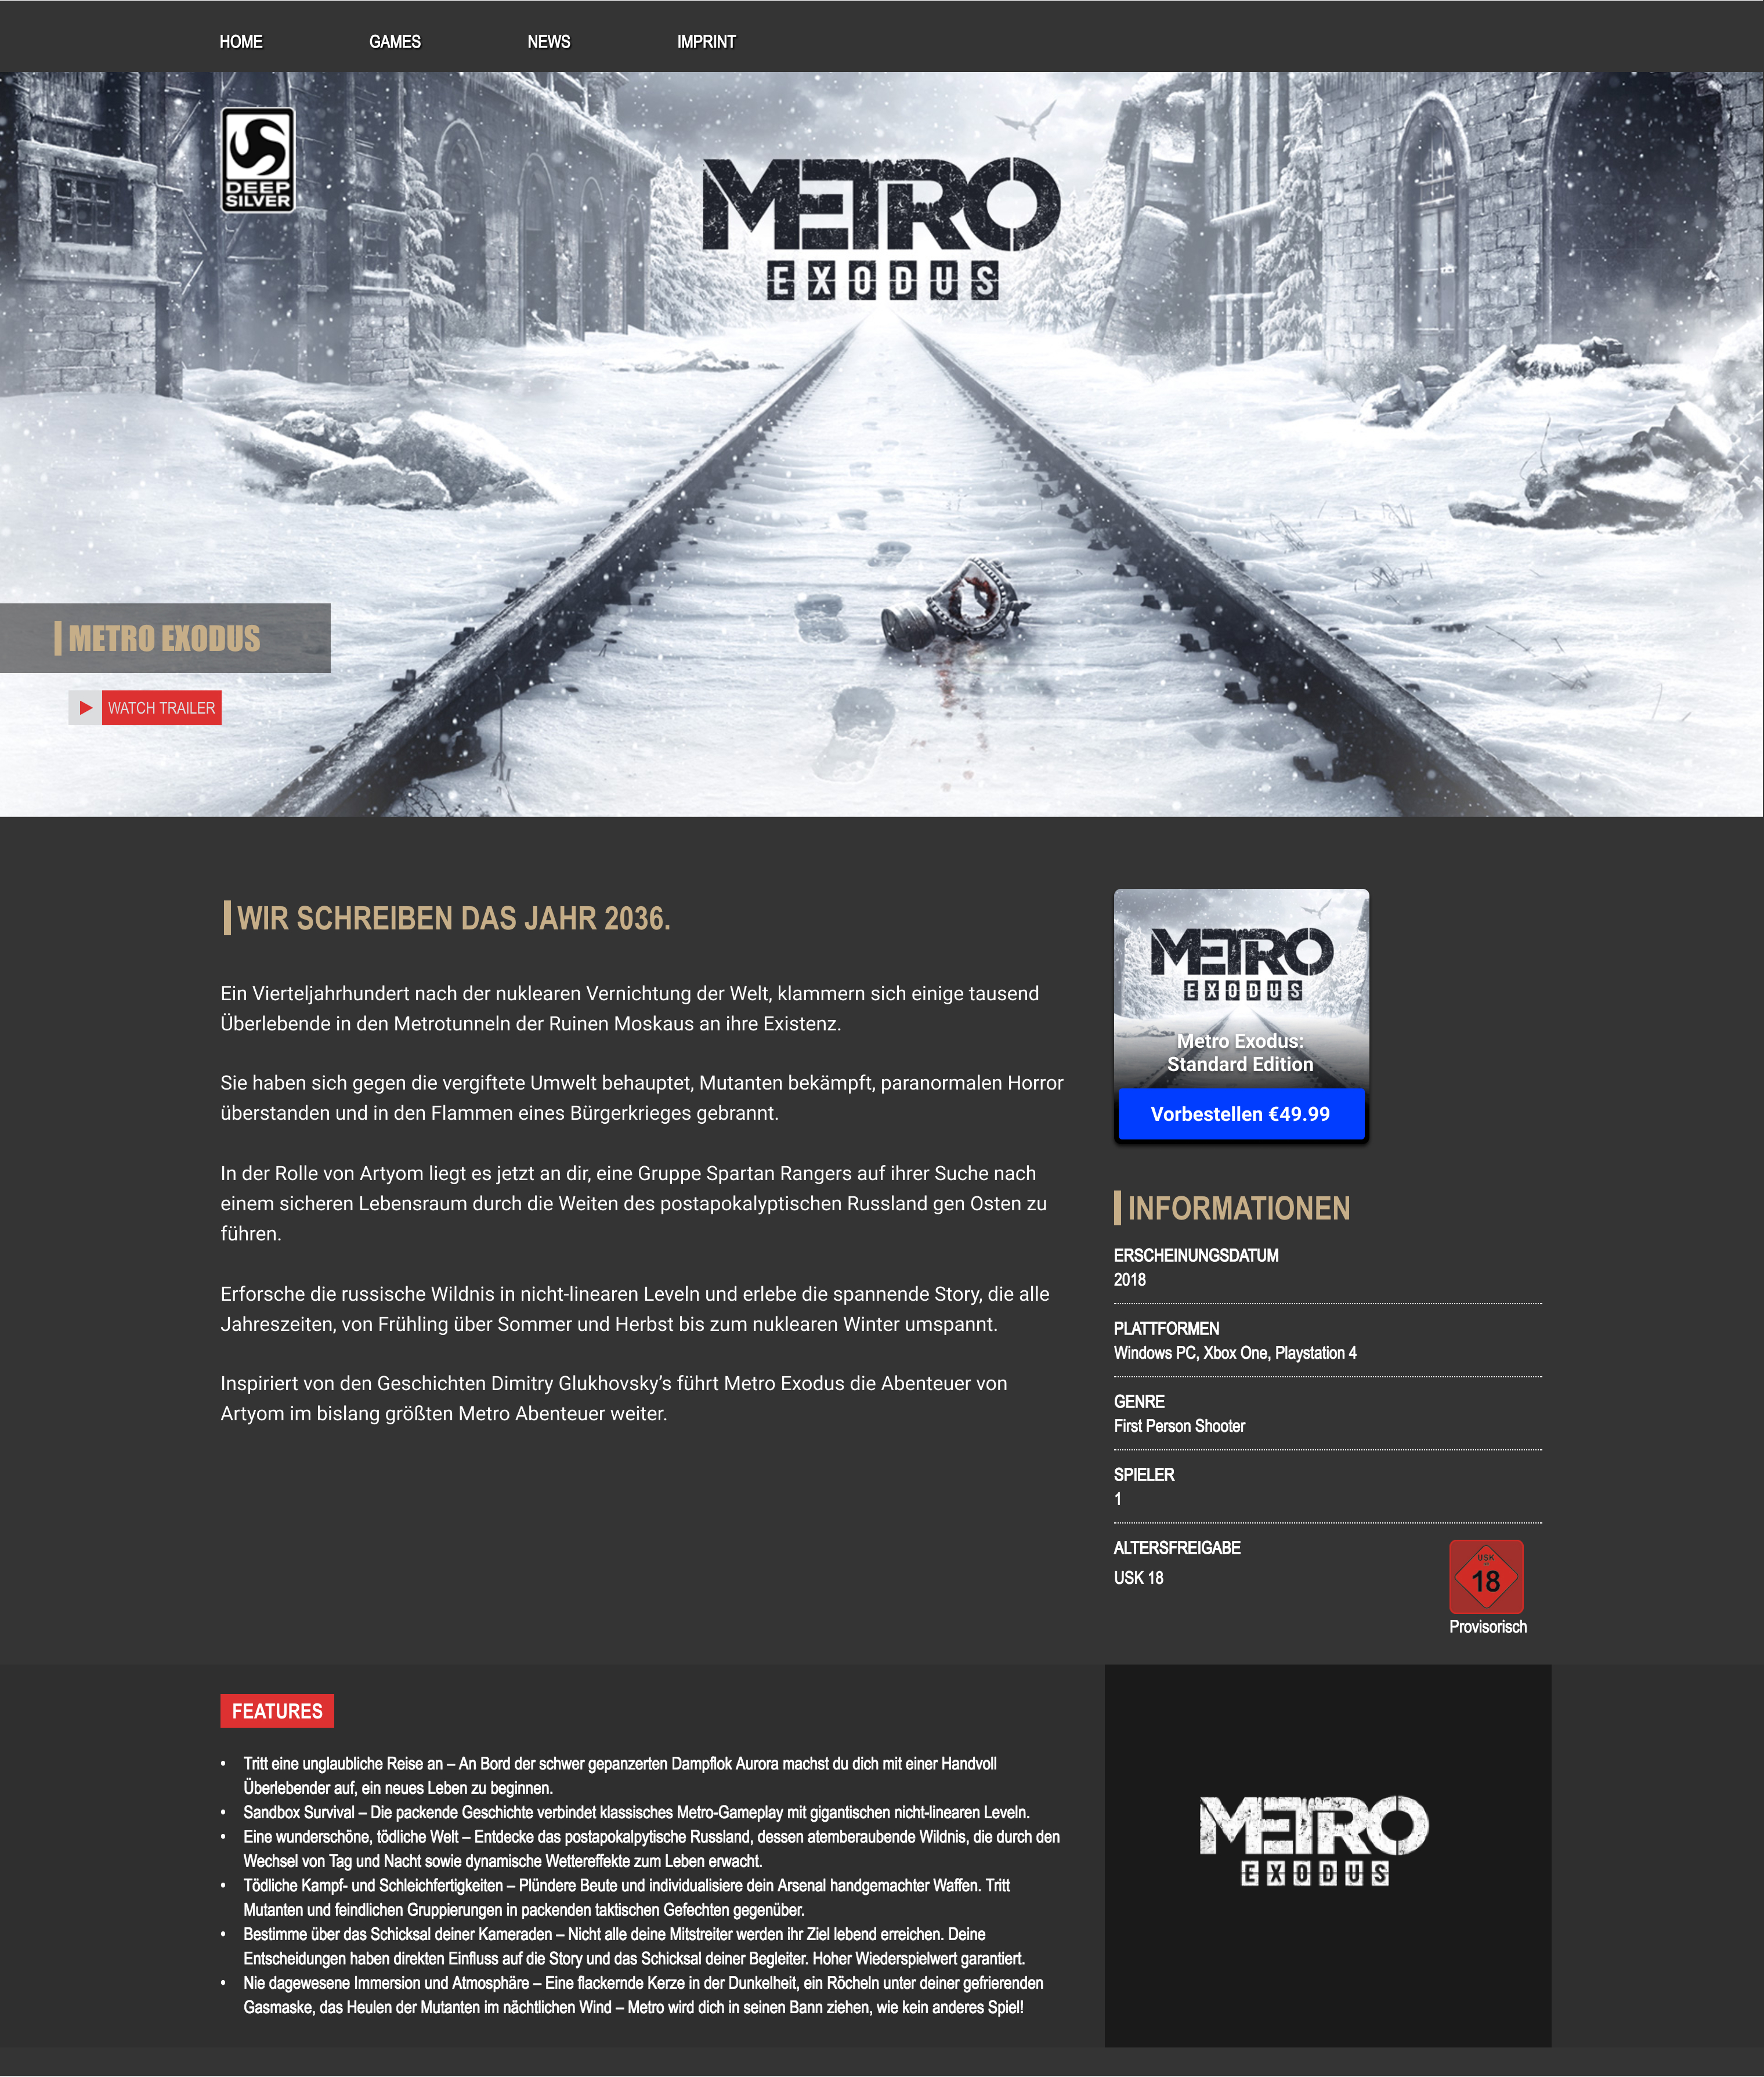 HOME GAMES NEWS IMPRINT
DEEP
SILVER
METRO
EXODUS
METRO EXODUS
WATCH TRAILER
WIR SCHREIBEN DAS JAHR 2036.
Ein Vierteljahrhundert nach der nuklearen Vernichtung der Welt, klammern sich einige tausend
Überlebende in den Metrotunneln der Ruinen Moskaus an ihre Existenz.
Sie haben sich gegen die vergiftete Umwelt behauptet, Mutanten bekämpft, paranormalen Horror
überstanden und in den Flammen eines Bürgerkrieges gebrannt.
In der Rolle von Artyom liegt es jetzt an dir, eine Gruppe Spartan Rangers auf ihrer Suche nach
einem sicheren Lebensraum durch die Weiten des postapokalyptischen Russland gen Osten zu
führen.
Erforsche die russische Wildnis in nicht-linearen Leveln und erlebe die spannende Story, die alle
Jahreszeiten, von Frühling über Sommer und Herbst bis zum nuklearen Winter umspannt.
Inspiriert von den Geschichten Dimitry Glukhovsky’s führt Metro Exodus die Abenteuer von
Artyom im bislang größten Metro Abenteuer weiter.
METRO
EXODUS
Metro Exodus:
Standard Edition
Vorbestellen €49.99
INFORMATIONEN
ERSCHEINUNGSDATUM
2018
PLATTFORMEN
Windows PC, Xbox One, Playstation 4
GENRE
First Person Shooter
SPIELER
1
ALTERSFREIGABE
USK 18
USK
18
Provisorisch
FEATURES
• Tritt eine unglaubliche Reise an – An Bord der schwer gepanzerten Dampflok Aurora machst du dich mit einer Handvoll
Überlebender auf, ein neues Leben zu beginnen.
• Sandbox Survival – Die packende Geschichte verbindet klassisches Metro-Gameplay mit gigantischen nicht-linearen Leveln.
• Eine wunderschöne, tödliche Welt – Entdecke das postapokalpytische Russland, dessen atemberaubende Wildnis, die durch den
Wechsel von Tag und Nacht sowie dynamische Wettereffekte zum Leben erwacht.
• Tödliche Kampf- und Schleichfertigkeiten – Plündere Beute und individualisiere dein Arsenal handgemachter Waffen. Tritt
Mutanten und feindlichen Gruppierungen in packenden taktischen Gefechten gegenüber.
• Bestimme über das Schicksal deiner Kameraden – Nicht alle deine Mitstreiter werden ihr Ziel lebend erreichen. Deine
Entscheidungen haben direkten Einfluss auf die Story und das Schicksal deiner Begleiter. Hoher Wiederspielwert garantiert.
• Nie dagewesene Immersion und Atmosphäre – Eine flackernde Kerze in der Dunkelheit, ein Röcheln unter deiner gefrierenden
Gasmaske, das Heulen der Mutanten im nächtlichen Wind – Metro wird dich in seinen Bann ziehen, wie kein anderes Spiel!
METRO
EXODUS